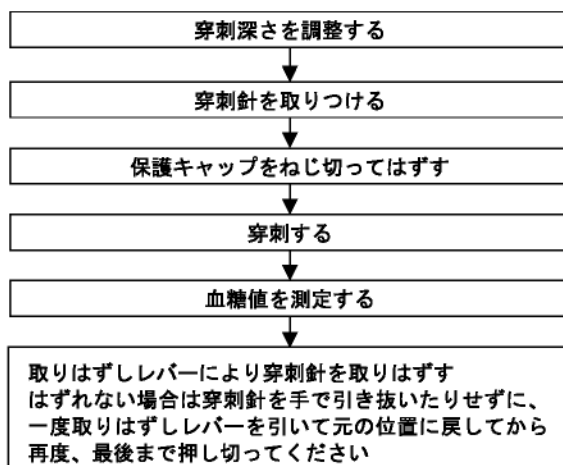 穿刺深さを調整する
穿刺針を取りつける
保護キャップをねじ切ってはずす
穿刺する
血糖値を測定する
取りはずしレバーにより穿刺針を取りはずす
はずれない場合は穿刺針を手で引き抜いたりせずに、
一度取りはずしレバーを引いて元の位置に戻してから
再度、最後まで押し切ってください